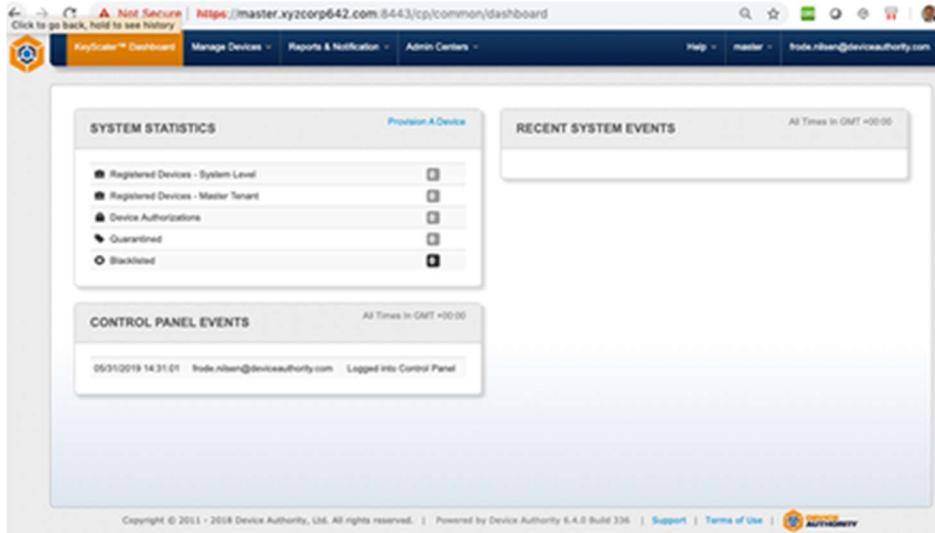 Not Secure | https://master.xyzcorp642.com:8443/cp/common/dashboard
Click to go back, hold to see history
KeyScaler™ Dashboard Manage Devices Reports & Notification Admin Centers Help master frode.nilsen@deviceauthority.com
SYSTEM STATISTICS Provision A Device
Registered Devices - System Level 0
Registered Devices - Master Tenant 0
Device Authorizations 0
Quarantined 0
Blacklisted 0
RECENT SYSTEM EVENTS All Times in GMT +00:00
CONTROL PANEL EVENTS All Times in GMT +00:00
05/31/2019 14:31:01 frode.nilsen@deviceauthority.com Logged into Control Panel
Copyright © 2011 - 2018 Device Authority, Ltd. All rights reserved. | Powered by Device Authority 6.4.0 Build 336 | Support | Terms of Use |
DEVICE
AUTHORITY